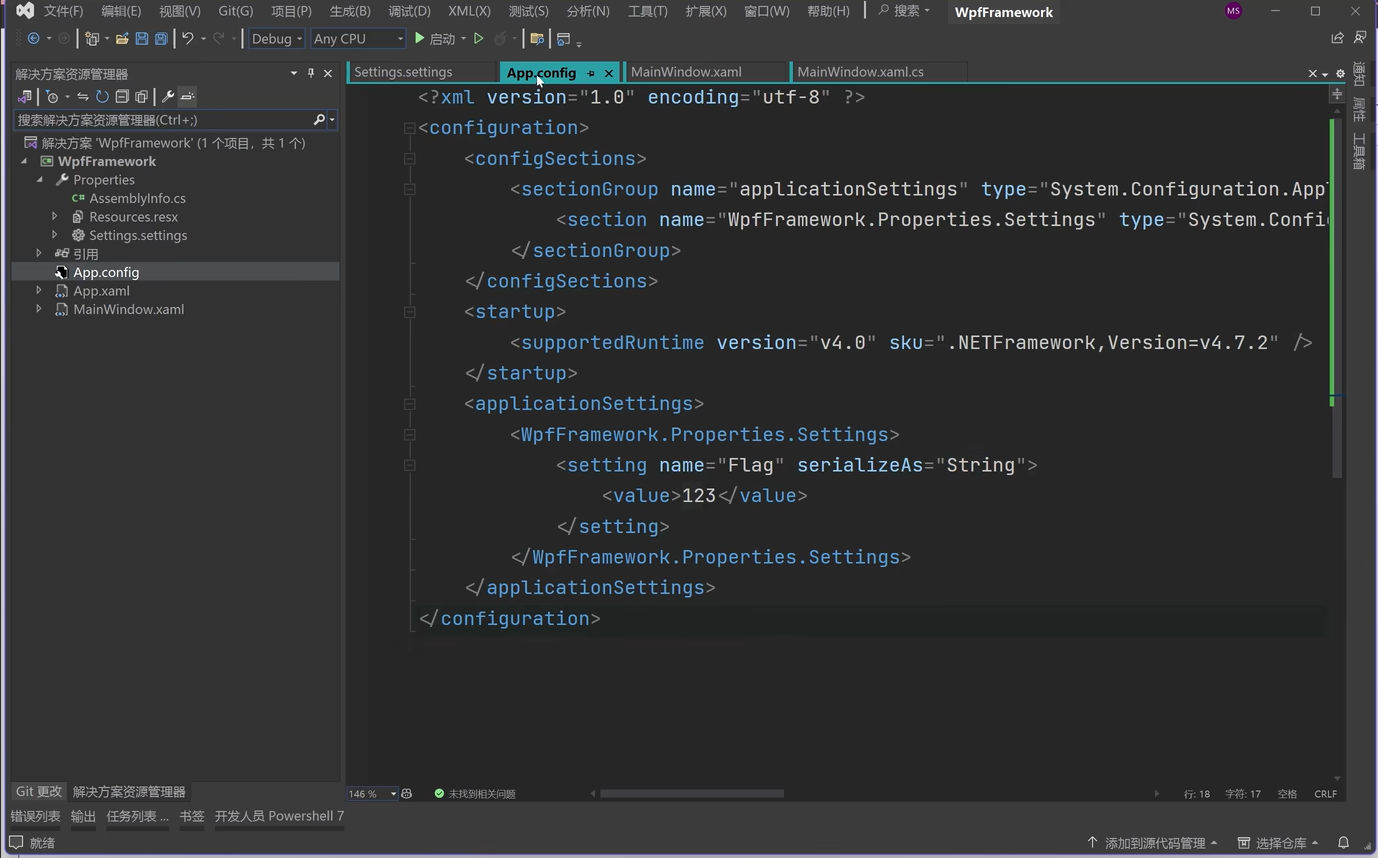 文件(F) 编辑(E) 视图(V) Git(G) 项目(P) 生成(B) 调试(D) XML(X) 测试(S) 分析(N) 工具(T) 扩展(X) 窗口(W) 帮助(H) 搜索 WpfFramework MS
Debug Any CPU 启动
解决方案资源管理器
搜索解决方案资源管理器(Ctrl+;)
解决方案 'WpfFramework' (1 个项目，共 1 个)
WpfFramework
Properties
AssemblyInfo.cs
Resources.resx
Settings.settings
引用
App.config
App.xaml
MainWindow.xaml
Git 更改 解决方案资源管理器
Settings.settings App.config MainWindow.xaml MainWindow.xaml.cs
<?xml version="1.0" encoding="utf-8" ?>
<configuration>
<configSections>
<sectionGroup name="applicationSettings" type="System.Configuration.App
<section name="WpfFramework.Properties.Settings" type="System.Confi
</sectionGroup>
</configSections>
<startup>
<supportedRuntime version="v4.0" sku=".NETFramework,Version=v4.7.2" />
</startup>
<applicationSettings>
<WpfFramework.Properties.Settings>
<setting name="Flag" serializeAs="String">
<value>123</value>
</setting>
</WpfFramework.Properties.Settings>
</applicationSettings>
</configuration>
146 % 未找到相关问题 行: 18 字符: 17 空格 CRLF
通知
属性
工具箱
错误列表 输出 任务列表 ... 书签 开发人员 Powershell 7
就绪 添加到源代码管理 选择仓库